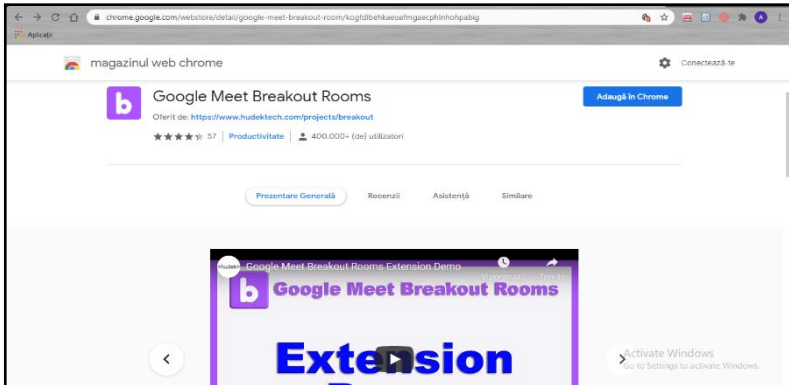 chrome.google.com/webstore/detail/google-meet-breakout-room/kogfdlbehkaeoafmgaecphlnhohpabig
Aplicații
magazinul web chrome
Conectează-te
b
Google Meet Breakout Rooms
Adaugă în Chrome
Oferit de: https://www.hudektech.com/projects/breakout
57 | Productivitate | 400.000+ (de) utilizatori
Prezentare Generală Recenzii Asistență Similare
Google Meet Breakout Rooms Extension Demo
b Google Meet Breakout Rooms
Extension
Activate Windows
Go to Settings to activate Windows.